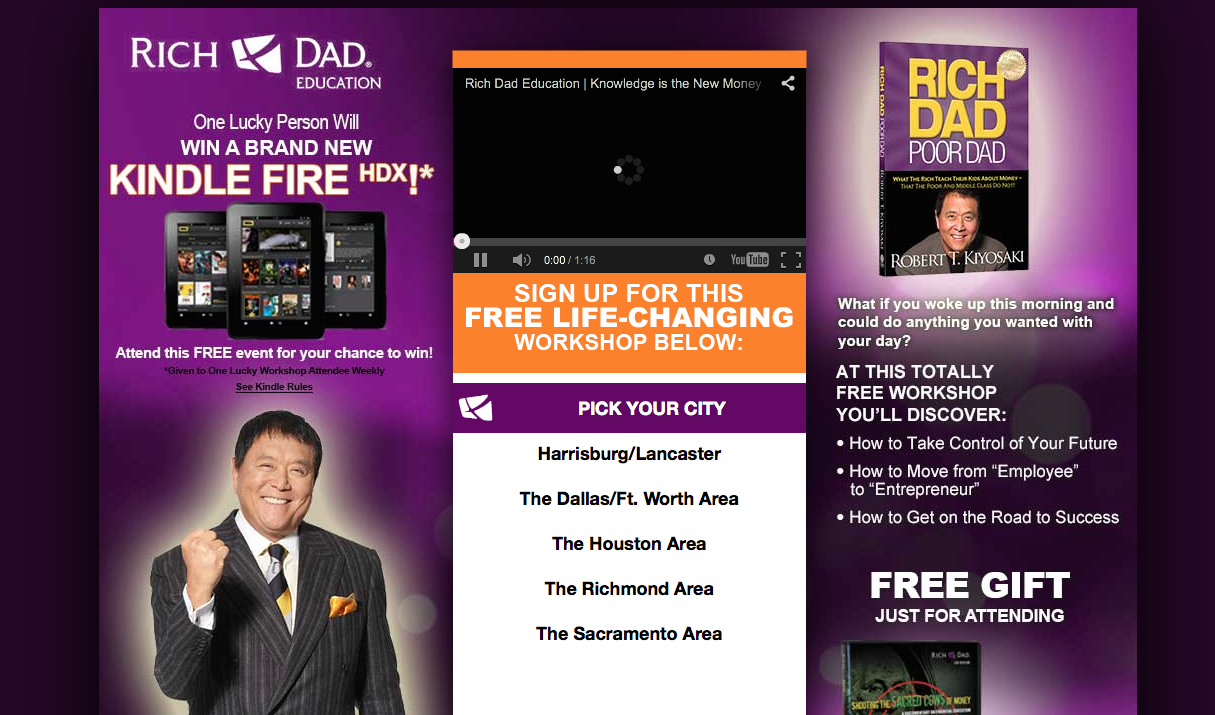 RICH DAD®
EDUCATION
One Lucky Person Will
WIN A BRAND NEW
KINDLE FIRE HDX!*
Attend this FREE event for your chance to win!
*Given to One Lucky Workshop Attendee Weekly
See Kindle Rules
Rich Dad Education | Knowledge is the New Money
0:00 / 1:16
YouTube
SIGN UP FOR THIS
FREE LIFE-CHANGING
WORKSHOP BELOW:
PICK YOUR CITY
Harrisburg/Lancaster
The Dallas/Ft. Worth Area
The Houston Area
The Richmond Area
The Sacramento Area
RICH DAD POOR DAD
ROBERT T. KIYOSAKI
RICH
DAD
POOR DAD
WHAT THE RICH TEACH THEIR KIDS ABOUT MONEY –
THAT THE POOR AND MIDDLE CLASS DO NOT!
ROBERT T. KIYOSAKI
What if you woke up this morning and
could do anything you wanted with
your day?
AT THIS TOTALLY
FREE WORKSHOP
YOU’LL DISCOVER:
• How to Take Control of Your Future
• How to Move from “Employee”
to “Entrepreneur”
• How to Get on the Road to Success
FREE GIFT
JUST FOR ATTENDING
RICH DAD
SHOOTING THE SACRED COWS OF MONEY